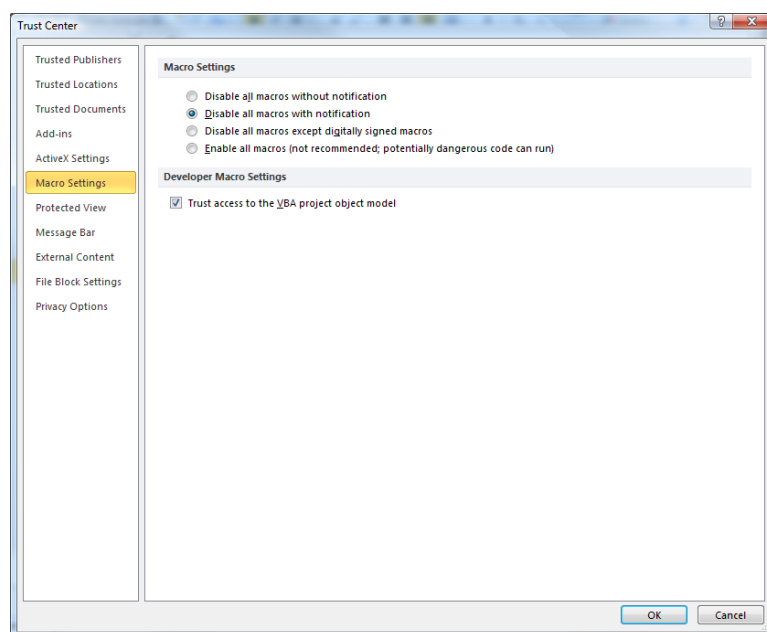 Trust Center
?
Trusted Publishers
Trusted Locations
Trusted Documents
Add-ins
ActiveX Settings
Macro Settings
Protected View
Message Bar
External Content
File Block Settings
Privacy Options
Macro Settings
Disable all macros without notification
Disable all macros with notification
Disable all macros except digitally signed macros
Enable all macros (not recommended; potentially dangerous code can run)
Developer Macro Settings
Trust access to the VBA project object model
OK
Cancel